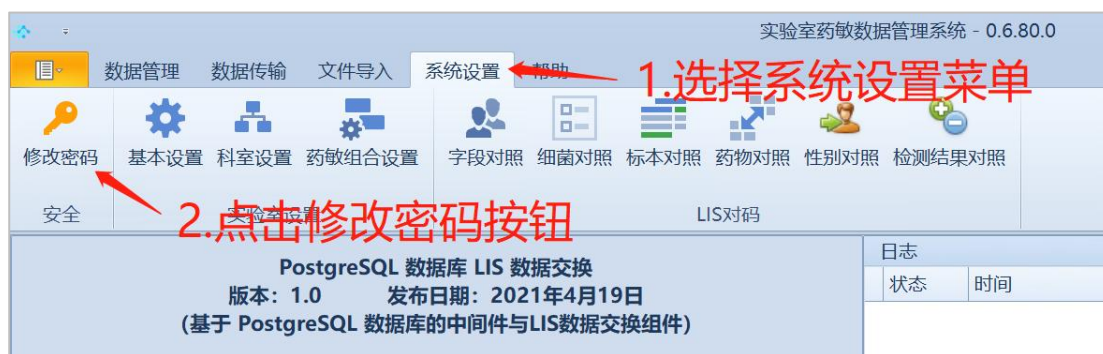 实验室药敏数据管理系统 - 0.6.80.0
数据管理 数据传输 文件导入 系统设置 帮助
1.选择系统设置菜单
修改密码 基本设置 科室设置 药敏组合设置 字段对照 细菌对照 标本对照 药物对照 性别对照 检测结果对照
安全 实验室设置 LIS对码
2.点击修改密码按钮
PostgreSQL 数据库 LIS 数据交换
版本：1.0 发布日期：2021年4月19日
(基于 PostgreSQL 数据库的中间件与LIS数据交换组件)
日志
状态 时间